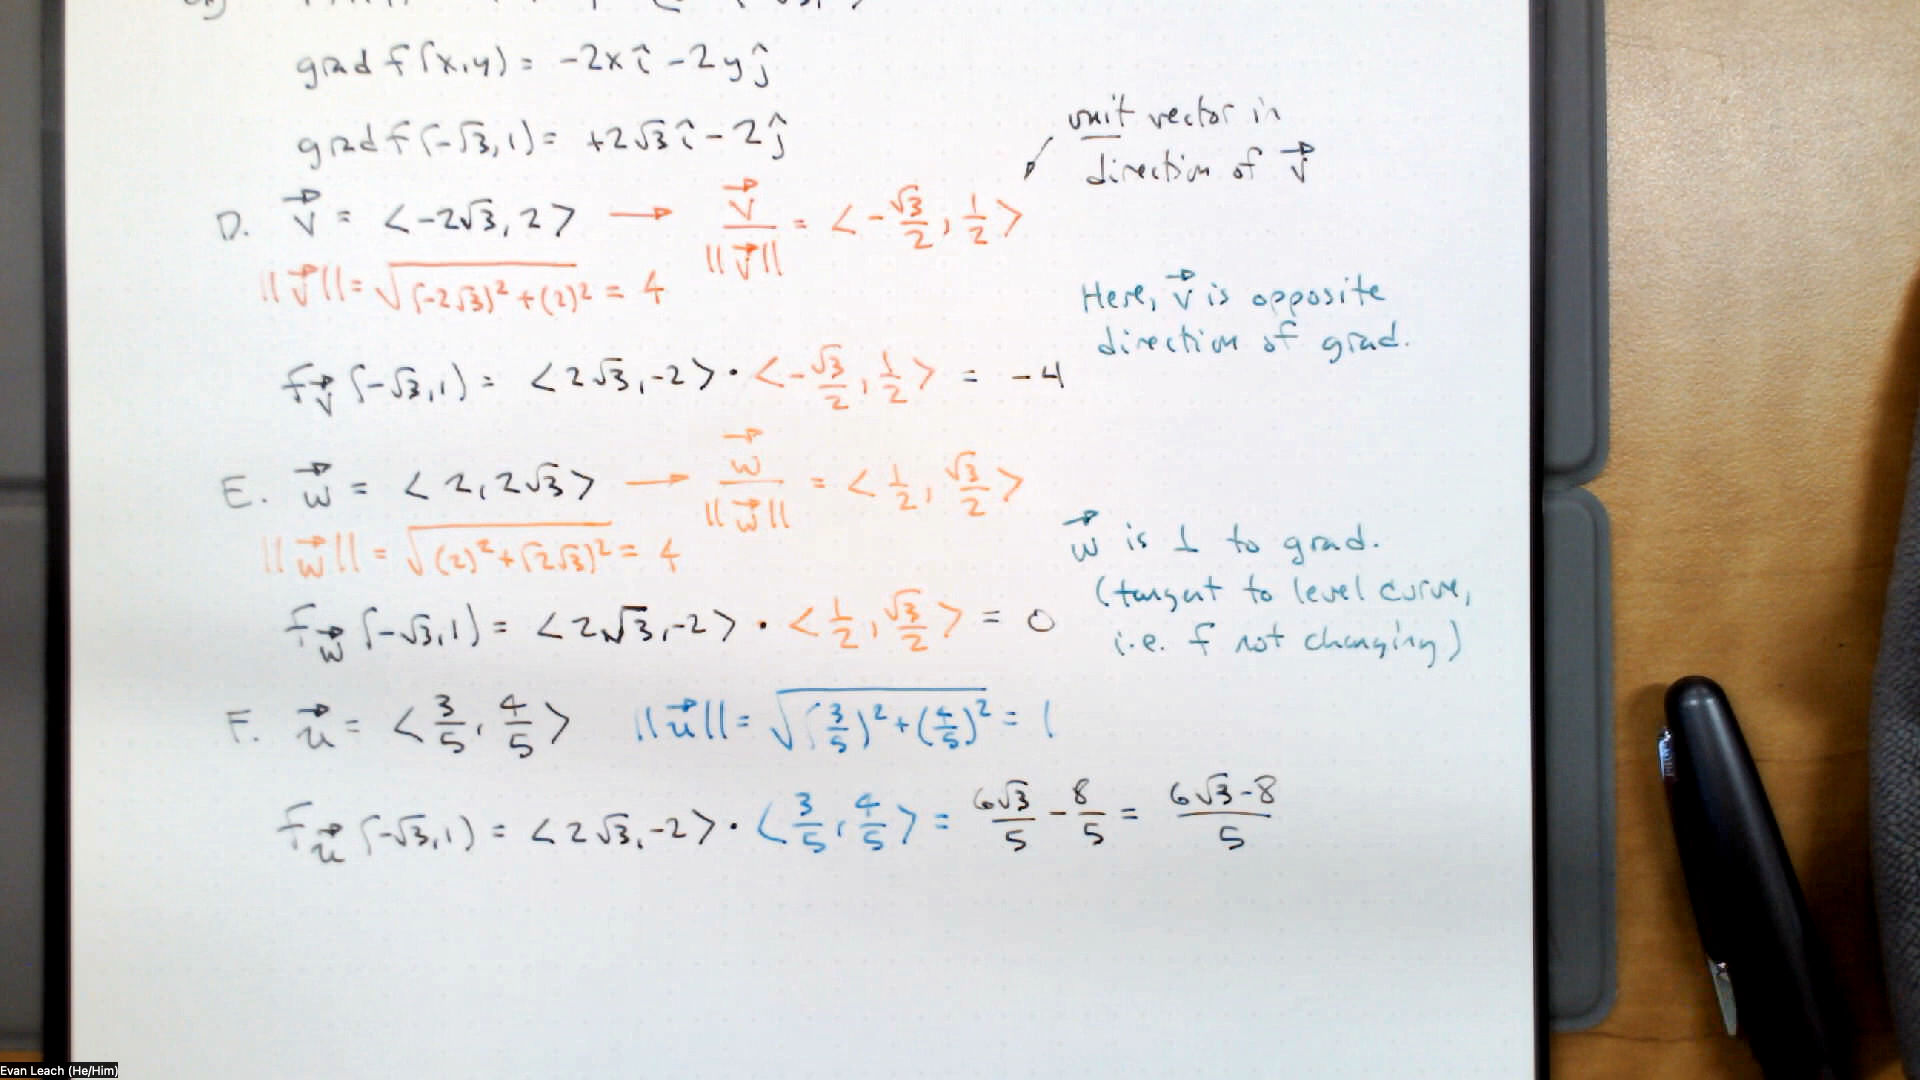 grad f(x,y) = -2xî - 2yĵ
grad f(-√3, 1) = +2√3î - 2ĵ
unit vector in
direction of v⃗
D. v⃗ = <-2√3, 2> → v⃗/||v⃗|| = <-√3/2, 1/2>
||v⃗|| = √((-2√3)² + (2)²) = 4
Here, v⃗ is opposite
direction of grad.
f_v⃗(-√3, 1) = <2√3, -2> · <-√3/2, 1/2> = -4
E. w⃗ = <2, 2√3> → w⃗/||w⃗|| = <1/2, √3/2>
||w⃗|| = √((2)² + (2√3)²) = 4
w⃗ is ⊥ to grad.
(tangent to level curve,
i.e. f not changing)
f_w⃗(-√3, 1) = <2√3, -2> · <1/2, √3/2> = 0
F. u⃗ = <3/5, 4/5> ||u⃗|| = √((3/5)² + (4/5)²) = 1
f_u⃗(-√3, 1) = <2√3, -2> · <3/5, 4/5> = 6√3/5 - 8/5 = (6√3-8)/5
Evan Leach (He/Him)